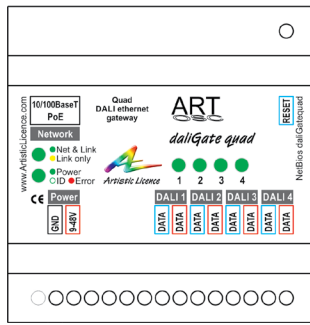 10/100BaseT
PoE
Quad
DALI ethernet
gateway
ART
OSC
RESET
Network
daliGate quad
Net & Link
Link only
Power
ID Error
Artistic Licence
1 2 3 4
CE
Power
DALI 1 DALI 2 DALI 3 DALI 4
GND
9-48V
DATA DATA DATA DATA DATA DATA DATA DATA
www.ArtisticLicence.com
NetBios daliGatequad